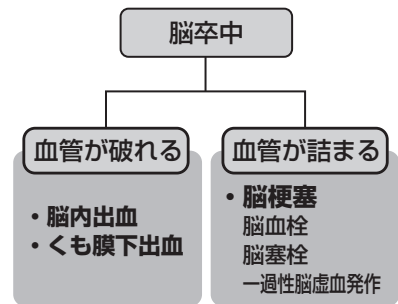 脳卒中
血管が破れる
・脳内出血
・くも膜下出血
血管が詰まる
・脳梗塞
脳血栓
脳塞栓
一過性脳虚血発作